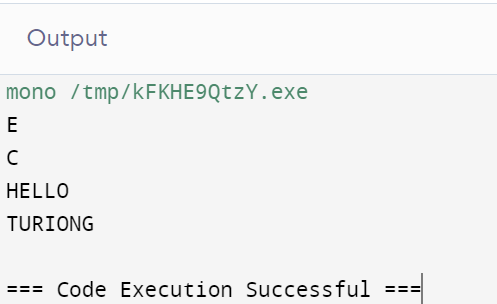 Output
mono /tmp/kFKHE9QtzY.exe
E
C
HELLO
TURIONG
=== Code Execution Successful ===